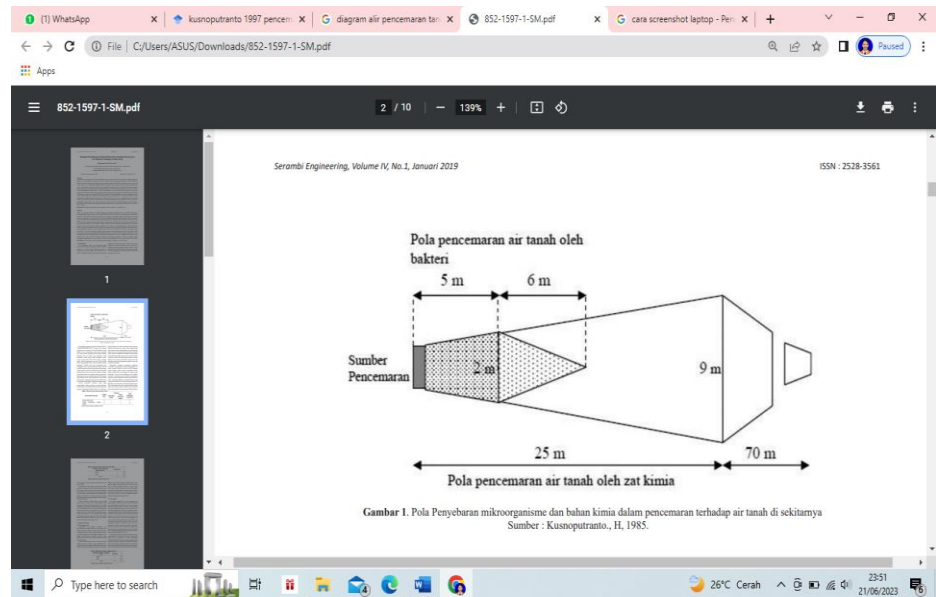 (1) WhatsApp
kusnoputranto 1997 pencem
diagram alir pencemaran tan
852-1597-1-SM.pdf
cara screenshot laptop - Pen
File | C:/Users/ASUS/Downloads/852-1597-1-SM.pdf
Paused
Apps
852-1597-1-SM.pdf
2 / 10
139%
1
2
Serambi Engineering, Volume IV, No.1, Januari 2019
ISSN : 2528-3561
Pola pencemaran air tanah oleh
bakteri
5 m
6 m
Sumber
Pencemaran
2 m
9 m
25 m
70 m
Pola pencemaran air tanah oleh zat kimia
Gambar 1. Pola Penyebaran mikroorganisme dan bahan kimia dalam pencemaran terhadap air tanah di sekitarnya
Sumber : Kusnoputranto., H, 1985.
Type here to search
26°C Cerah
23:51
21/06/2023